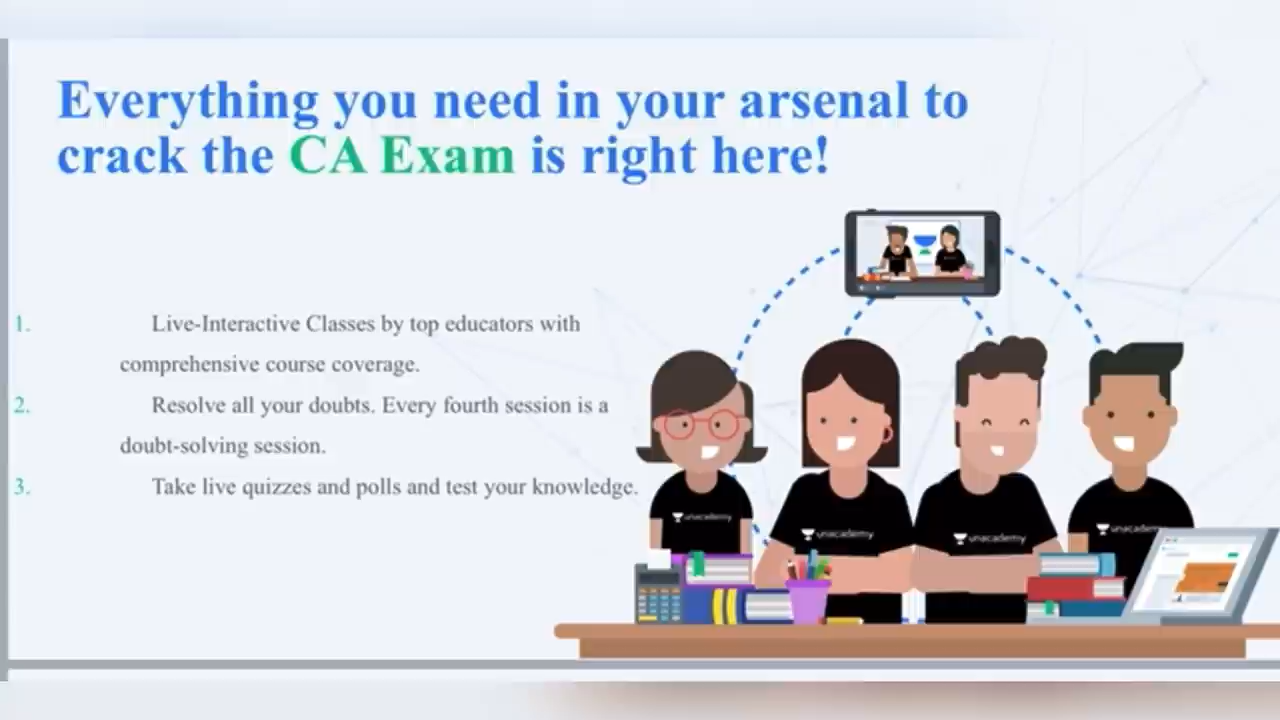 Everything you need in your arsenal to
crack the CA Exam is right here!
1. Live-Interactive Classes by top educators with
comprehensive course coverage.
2. Resolve all your doubts. Every fourth session is a
doubt-solving session.
3. Take live quizzes and polls and test your knowledge.
unacademy
unacademy
unacademy
unacademy